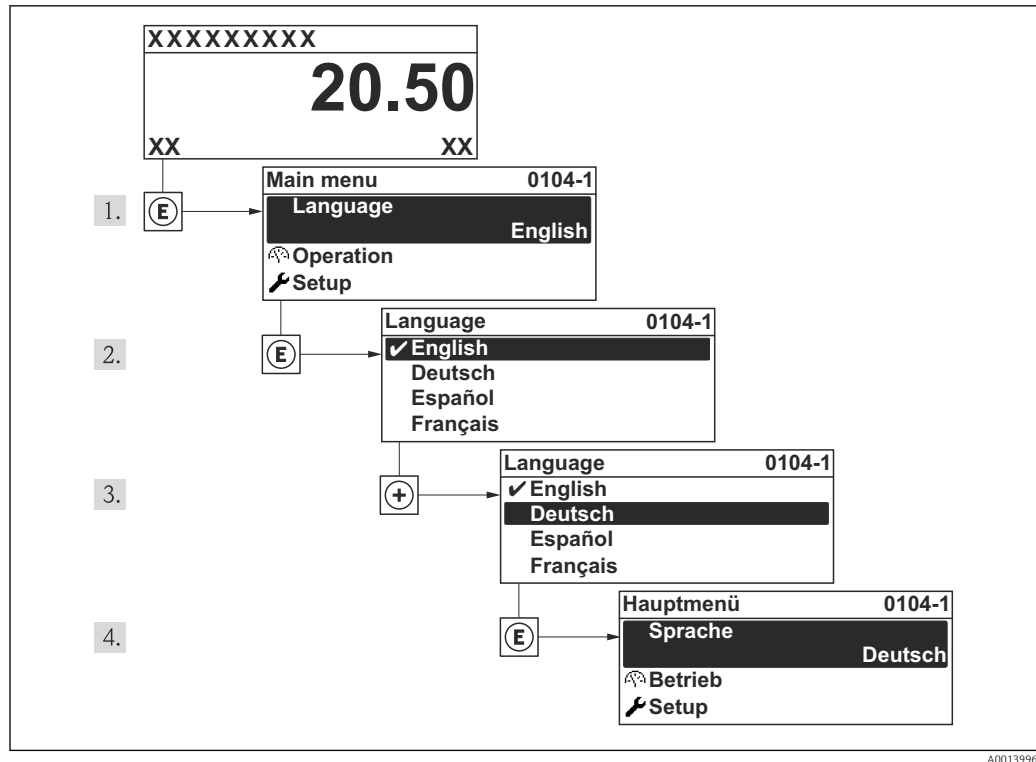 XXXXXXXXX
20.50
XX XX
1. E
Main menu 0104-1
Language
English
Operation
Setup
2. E
Language 0104-1
✔ English
Deutsch
Español
Français
3. +
Language 0104-1
✔ English
Deutsch
Español
Français
4. E
Hauptmenü 0104-1
Sprache
Deutsch
Betrieb
Setup
A0013996